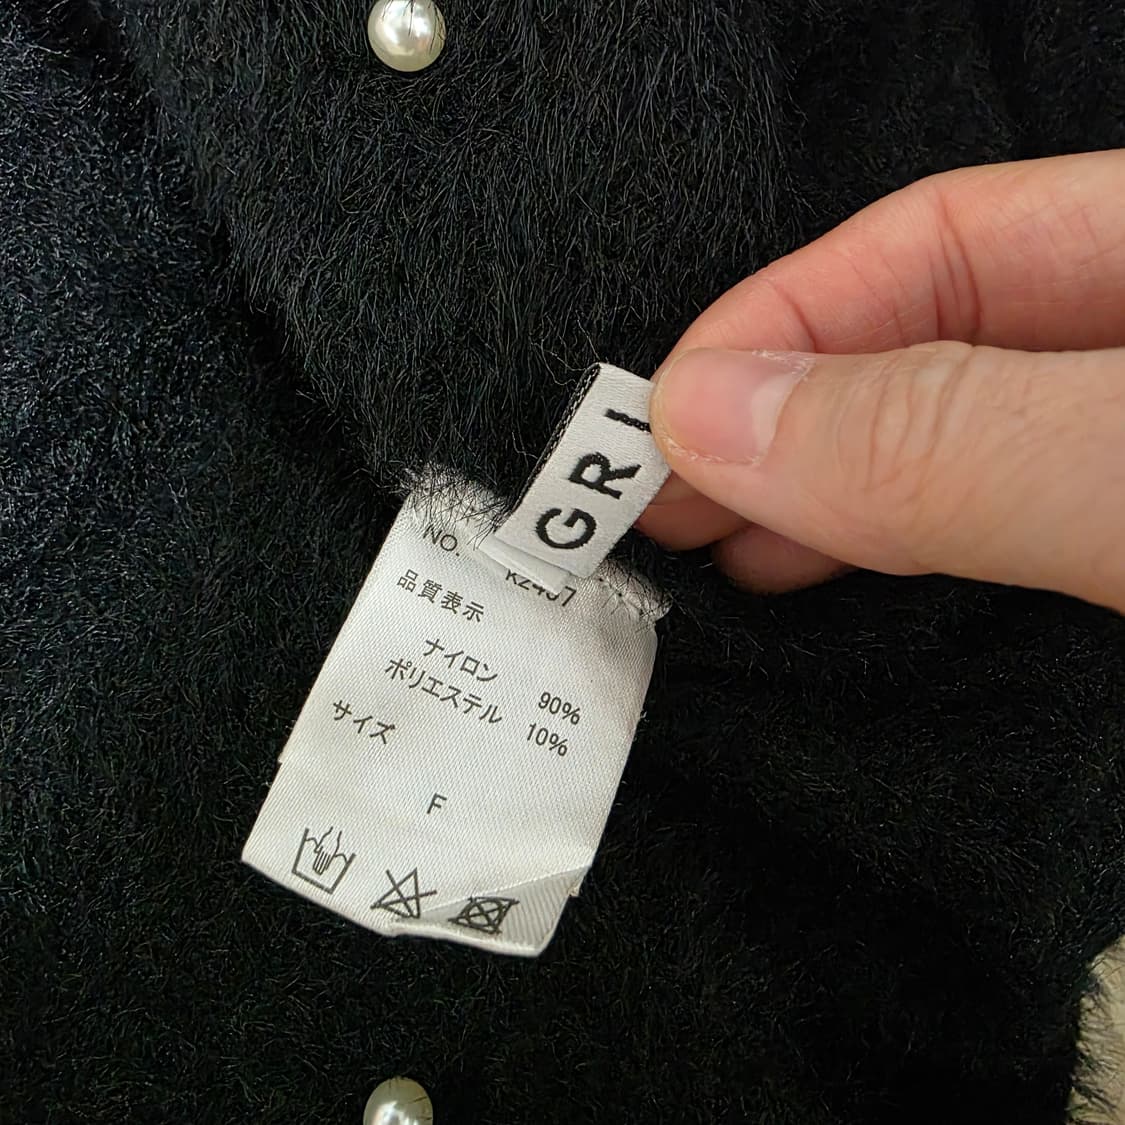 GRI
NO.
品質表示
ナイロン 90%
ポリエステル 10%
サイズ
F